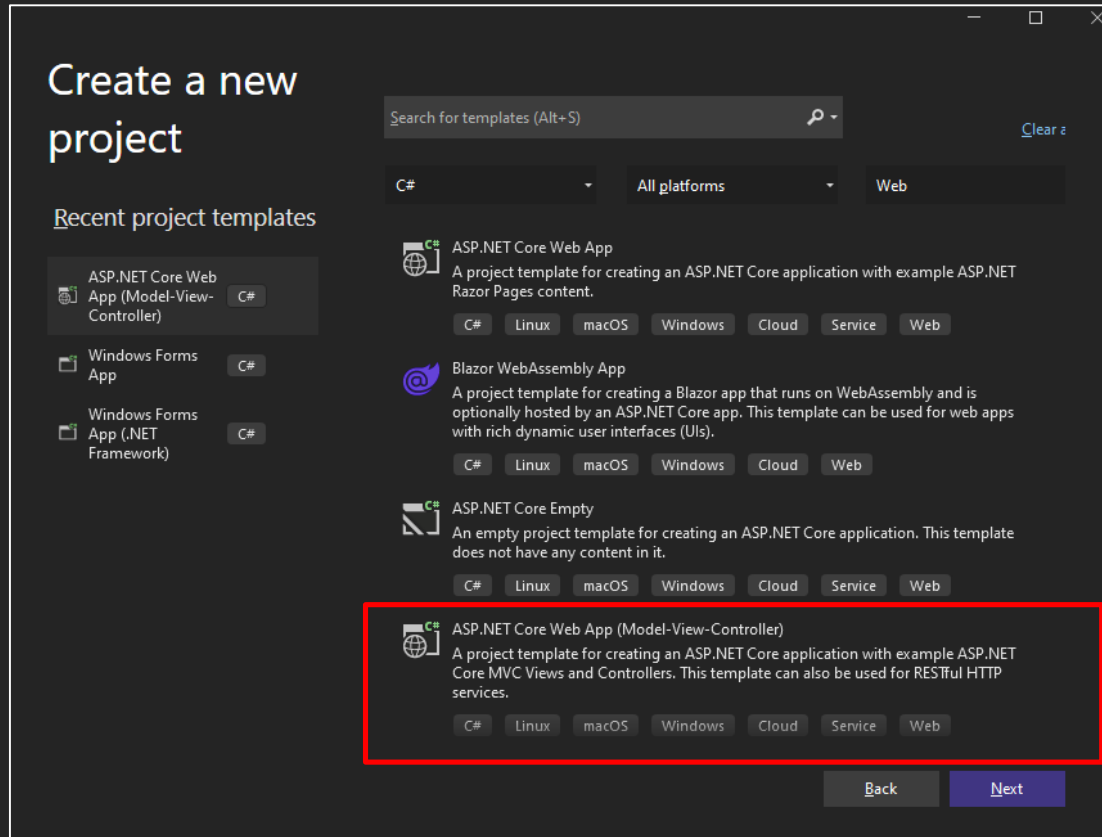 Create a new
project
Search for templates (Alt+S)
Clear a
C#
All platforms
Web
Recent project templates
ASP.NET Core Web
App (Model-View-
Controller)
C#
Windows Forms
App
C#
Windows Forms
App (.NET
Framework)
C#
C#
ASP.NET Core Web App
A project template for creating an ASP.NET Core application with example ASP.NET
Razor Pages content.
C# Linux macOS Windows Cloud Service Web
Blazor WebAssembly App
A project template for creating a Blazor app that runs on WebAssembly and is
optionally hosted by an ASP.NET Core app. This template can be used for web apps
with rich dynamic user interfaces (UIs).
C# Linux macOS Windows Cloud Web
C#
ASP.NET Core Empty
An empty project template for creating an ASP.NET Core application. This template
does not have any content in it.
C# Linux macOS Windows Cloud Service Web
C#
ASP.NET Core Web App (Model-View-Controller)
A project template for creating an ASP.NET Core application with example ASP.NET
Core MVC Views and Controllers. This template can also be used for RESTful HTTP
services.
C# Linux macOS Windows Cloud Service Web
Back
Next